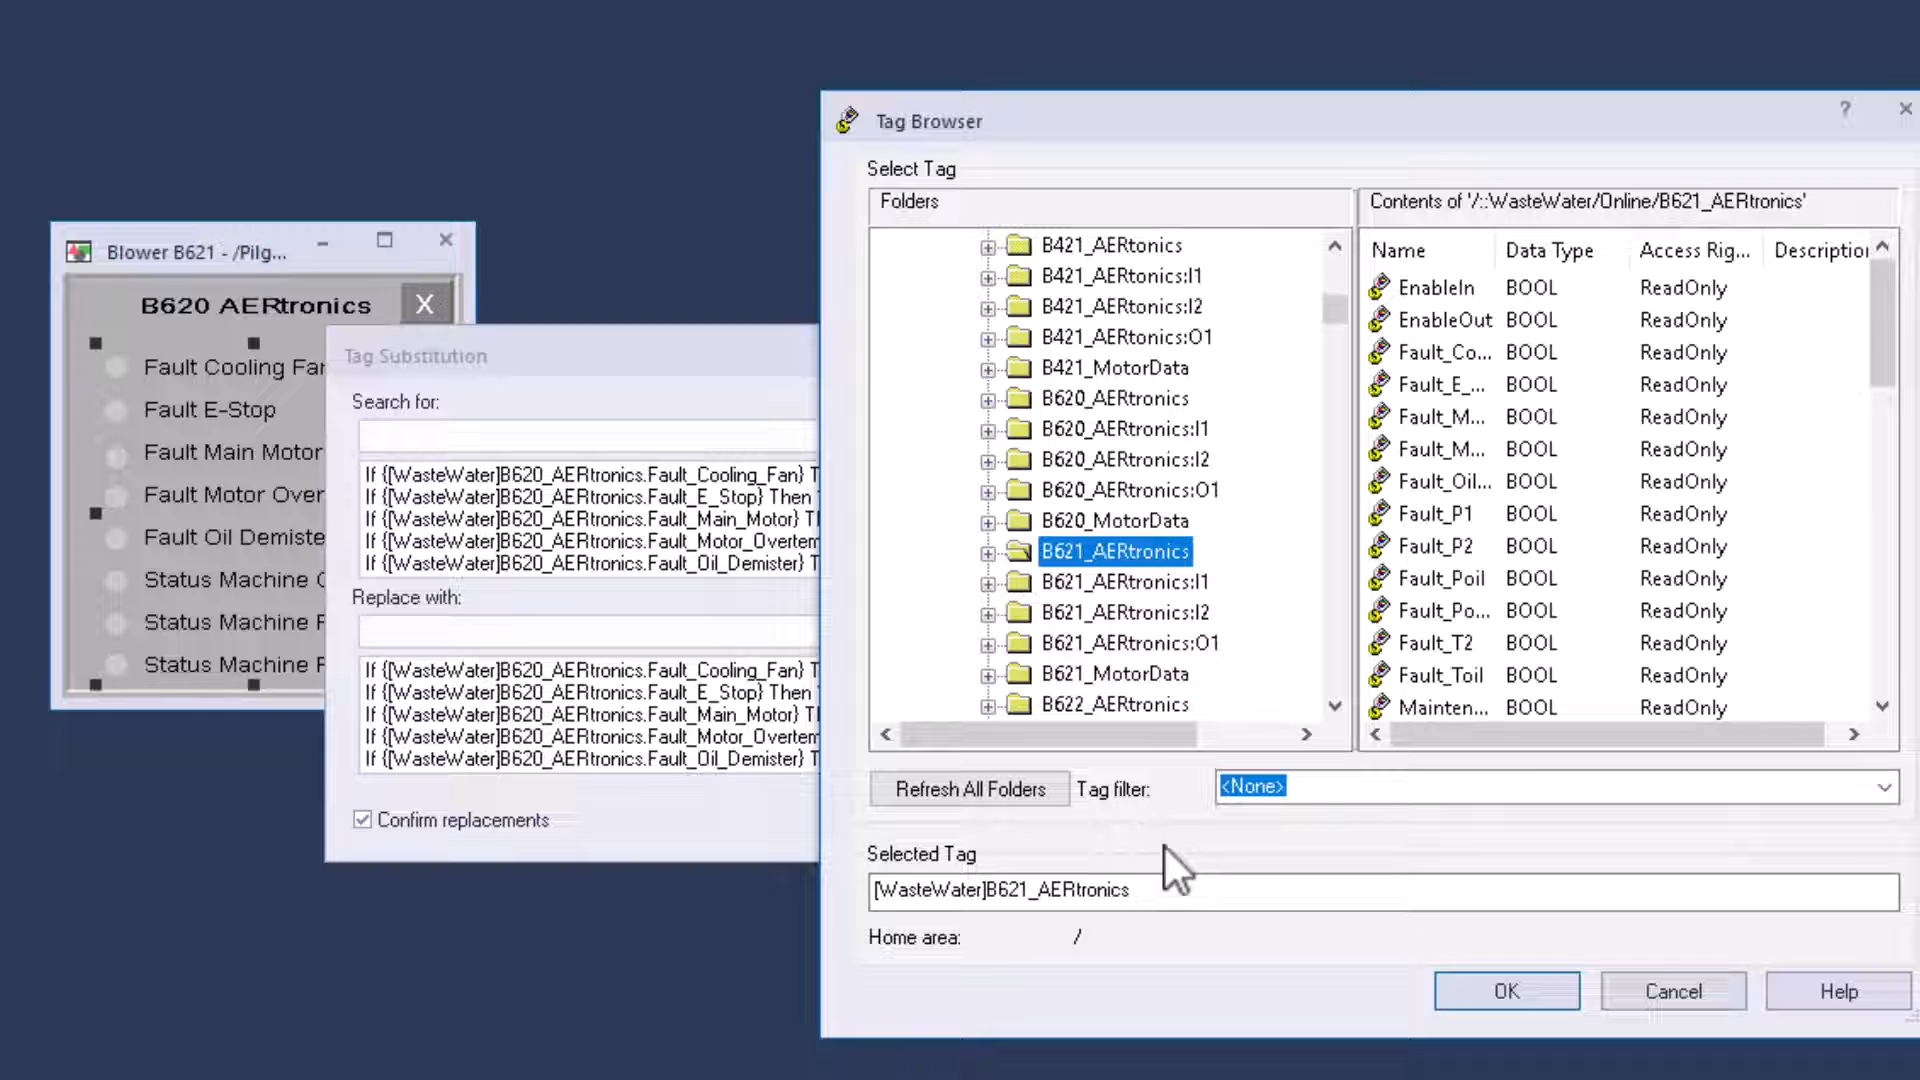 Blower B621 - /Pilg...
B620 AERtronics
X
Fault Cooling Fan
Fault E-Stop
Fault Main Motor
Fault Motor Over
Fault Oil Demiste
Status Machine
Status Machine
Status Machine
Tag Substitution
Search for:
If {[WasteWater]B620_AERtronics.Fault_Cooling_Fan} T
If {[WasteWater]B620_AERtronics.Fault_E_Stop} Then
If {[WasteWater]B620_AERtronics.Fault_Main_Motor} T
If {[WasteWater]B620_AERtronics.Fault_Motor_Overtem
If {[WasteWater]B620_AERtronics.Fault_Oil_Demister} T
Replace with:
If {[WasteWater]B620_AERtronics.Fault_Cooling_Fan} T
If {[WasteWater]B620_AERtronics.Fault_E_Stop} Then
If {[WasteWater]B620_AERtronics.Fault_Main_Motor} T
If {[WasteWater]B620_AERtronics.Fault_Motor_Overtem
If {[WasteWater]B620_AERtronics.Fault_Oil_Demister} T
Confirm replacements
Tag Browser
Select Tag
Folders
B421_AERtonics
B421_AERtonics:I1
B421_AERtonics:I2
B421_AERtonics:O1
B421_MotorData
B620_AERtronics
B620_AERtronics:I1
B620_AERtronics:I2
B620_AERtronics:O1
B620_MotorData
B621_AERtronics
B621_AERtronics:I1
B621_AERtronics:I2
B621_AERtronics:O1
B621_MotorData
B622_AERtronics
Contents of '/::WasteWater/Online/B621_AERtronics'
Name Data Type Access Rig... Description
EnableIn BOOL ReadOnly
EnableOut BOOL ReadOnly
Fault_Co... BOOL ReadOnly
Fault_E_... BOOL ReadOnly
Fault_M... BOOL ReadOnly
Fault_M... BOOL ReadOnly
Fault_Oil... BOOL ReadOnly
Fault_P1 BOOL ReadOnly
Fault_P2 BOOL ReadOnly
Fault_Poil BOOL ReadOnly
Fault_Po... BOOL ReadOnly
Fault_T2 BOOL ReadOnly
Fault_Toil BOOL ReadOnly
Mainten... BOOL ReadOnly
Refresh All Folders Tag filter: <None>
Selected Tag
[WasteWater]B621_AERtronics
Home area: /
OK Cancel Help